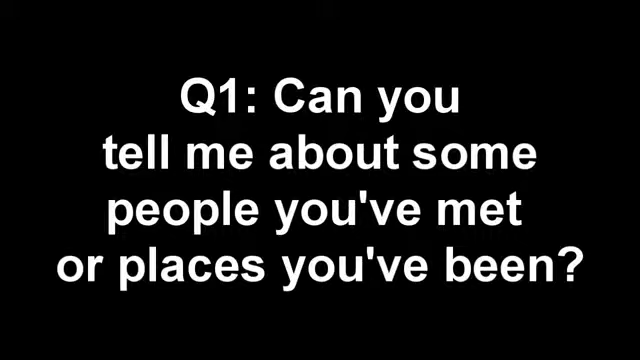 Q1: Can you
tell me about some
people you've met
or places you've been?